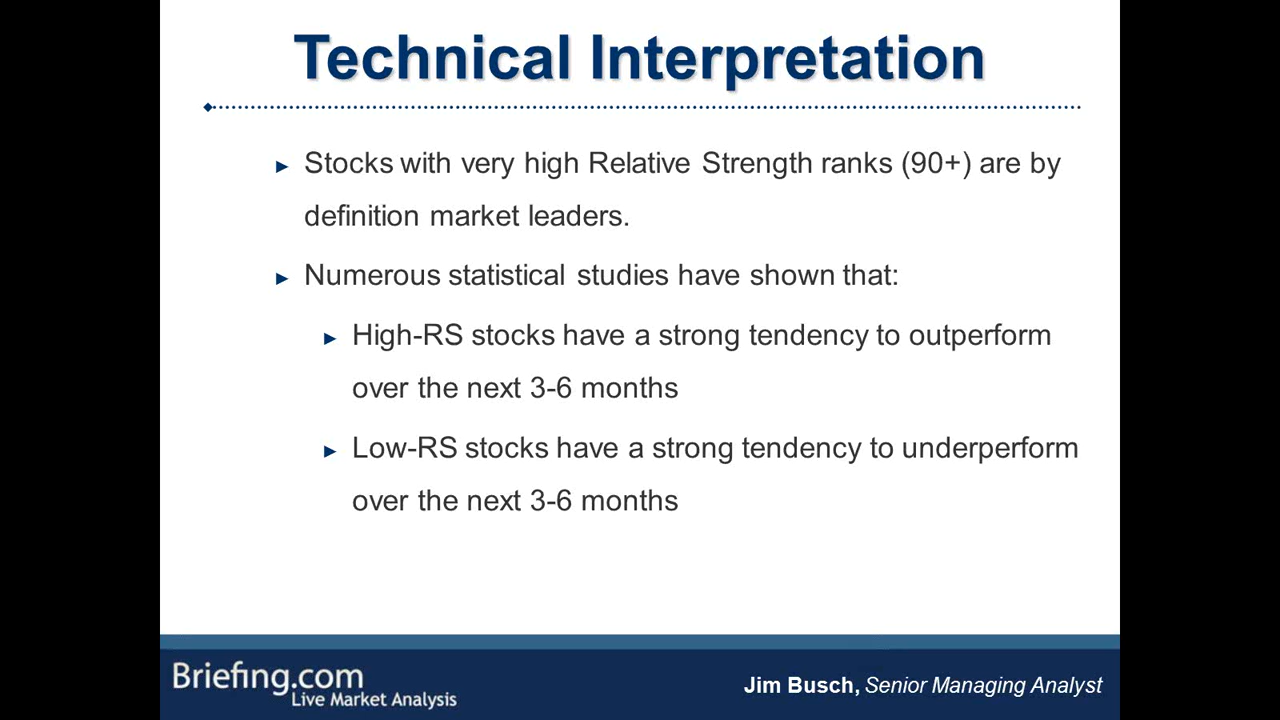 Technical Interpretation
► Stocks with very high Relative Strength ranks (90+) are by
definition market leaders.
► Numerous statistical studies have shown that:
► High-RS stocks have a strong tendency to outperform
over the next 3-6 months
► Low-RS stocks have a strong tendency to underperform
over the next 3-6 months
Briefing.com
Live Market Analysis
Jim Busch, Senior Managing Analyst